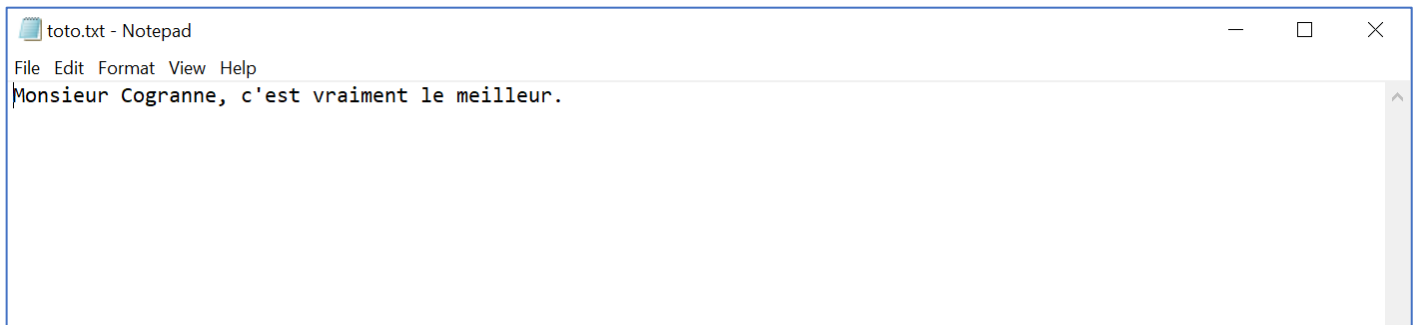 toto.txt - Notepad
File Edit Format View Help
Monsieur Cogranne, c'est vraiment le meilleur.